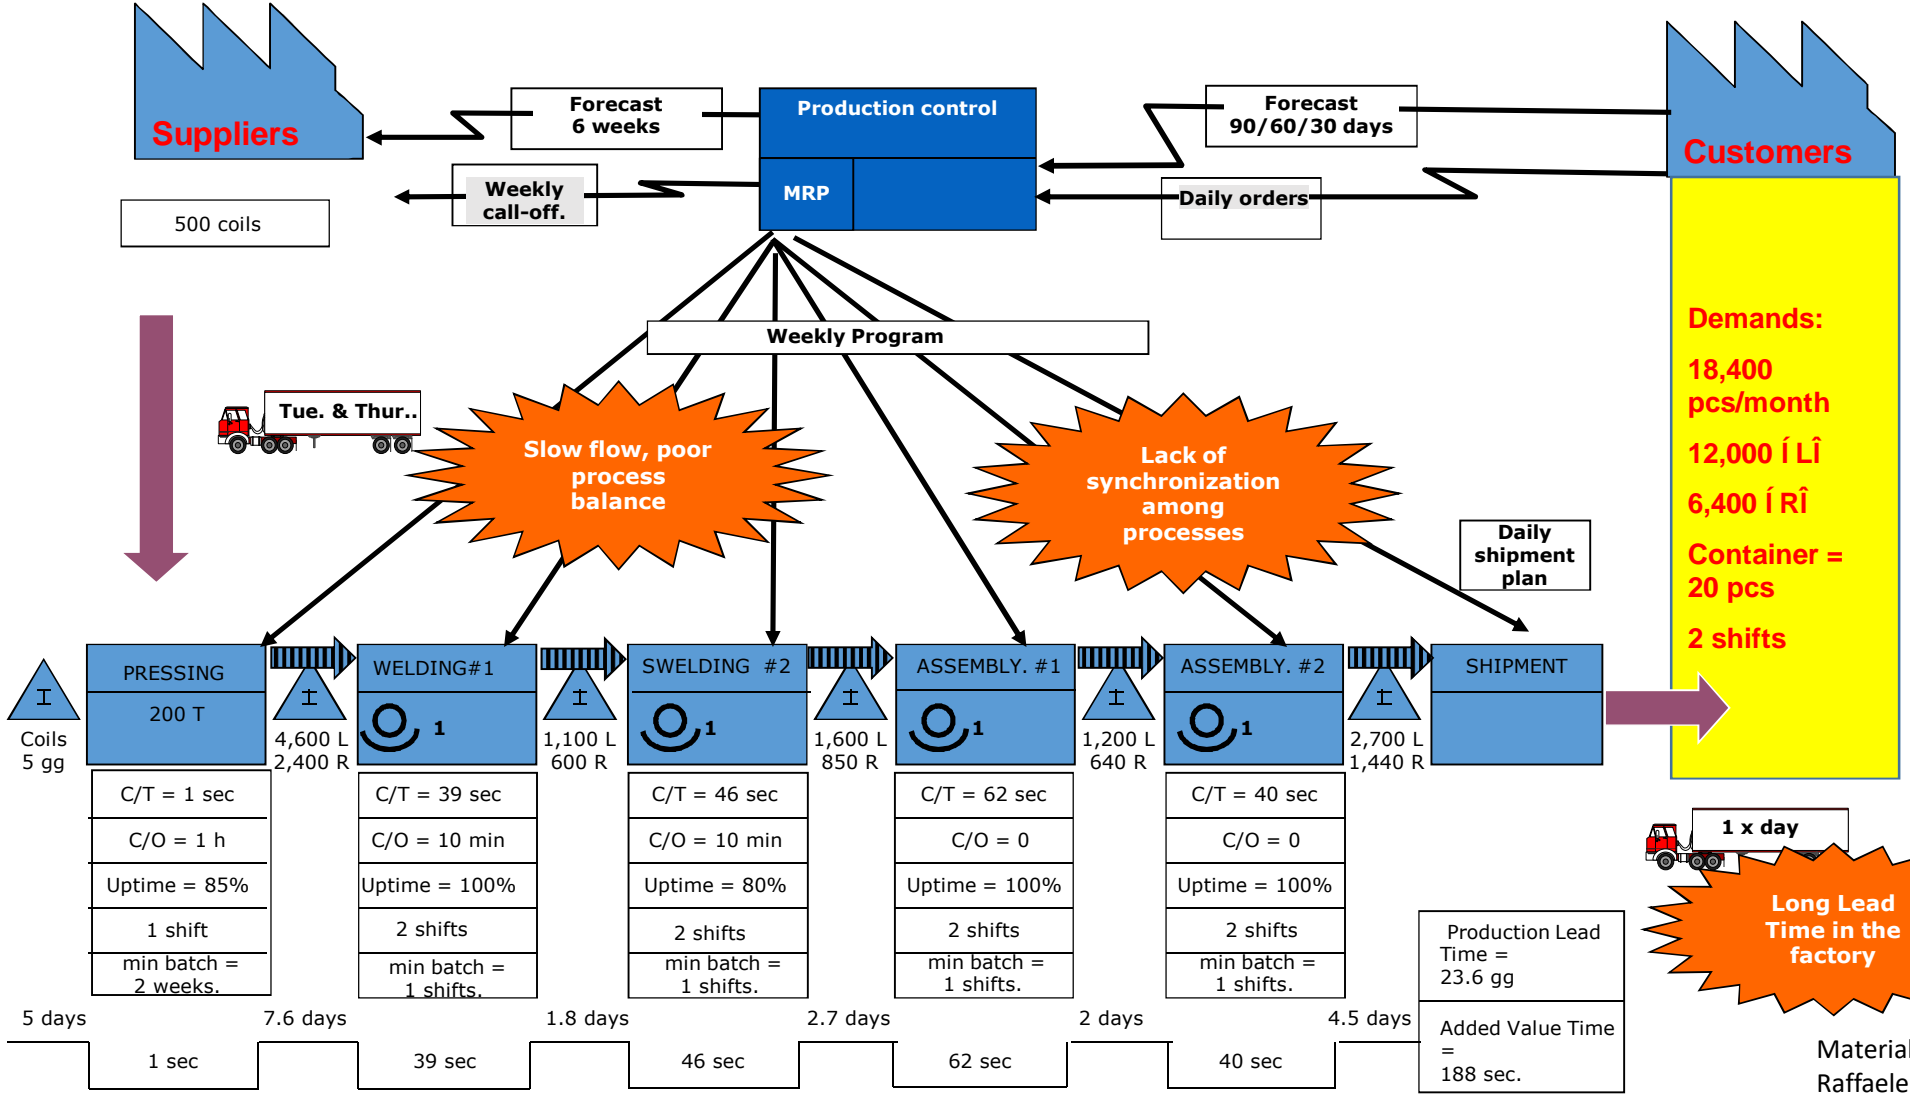 Suppliers
Forecast
6 weeks
Production control
Forecast
90/60/30 days
Customers
Weekly
call-off.
MRP
Daily orders
500 coils
Weekly Program
Demands:
18,400
pcs/month
12,000 Í LÎ
6,400 Í RÎ
Container =
20 pcs
2 shifts
Tue. & Thur..
Slow flow, poor
process
balance
Lack of
synchronization
among
processes
Daily
shipment
plan
I
Coils
5 gg
PRESSING
200 T
C/T = 1 sec
C/O = 1 h
Uptime = 85%
1 shift
min batch =
2 weeks.
I
4,600 L
2,400 R
WELDING#1
1
C/T = 39 sec
C/O = 10 min
Uptime = 100%
2 shifts
min batch =
1 shifts.
I
1,100 L
600 R
SWELDING #2
1
C/T = 46 sec
C/O = 10 min
Uptime = 80%
2 shifts
min batch =
1 shifts.
I
1,600 L
850 R
ASSEMBLY. #1
1
C/T = 62 sec
C/O = 0
Uptime = 100%
2 shifts
min batch =
1 shifts.
I
1,200 L
640 R
ASSEMBLY. #2
1
C/T = 40 sec
C/O = 0
Uptime = 100%
2 shifts
min batch =
1 shifts.
I
2,700 L
1,440 R
SHIPMENT
1 x day
Long Lead
Time in the
factory
Production Lead
Time =
23.6 gg
Added Value Time
=
188 sec.
5 days
7.6 days
1.8 days
2.7 days
2 days
4.5 days
1 sec
39 sec
46 sec
62 sec
40 sec
Material
Raffaele